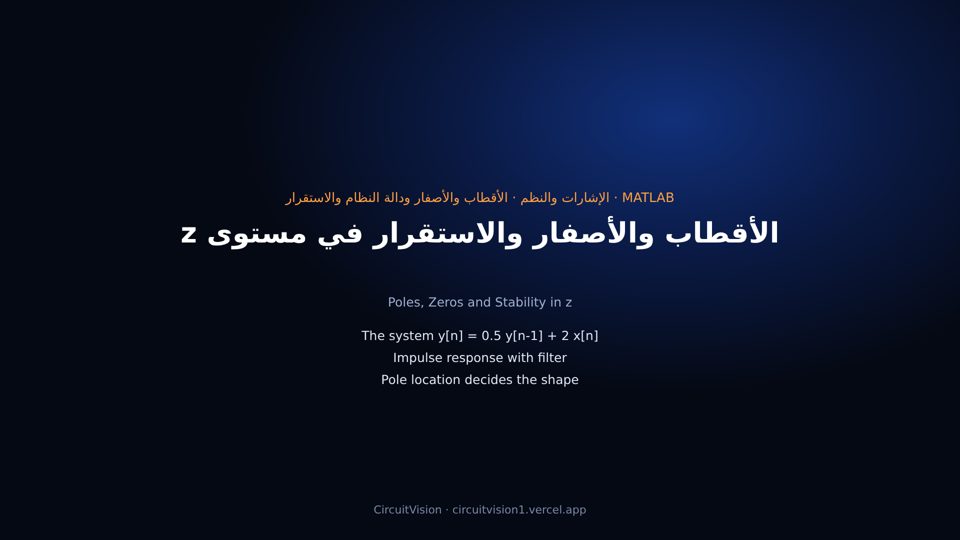 الإشارات والنظم · الأقطاب والأصفار ودالة النظام والاستقرار · MATLAB
الأقطاب والأصفار والاستقرار في مستوى z
Poles, Zeros and Stability in z
The system y[n] = 0.5 y[n-1] + 2 x[n]
Impulse response with filter
Pole location decides the shape
CircuitVision · circuitvision1.vercel.app